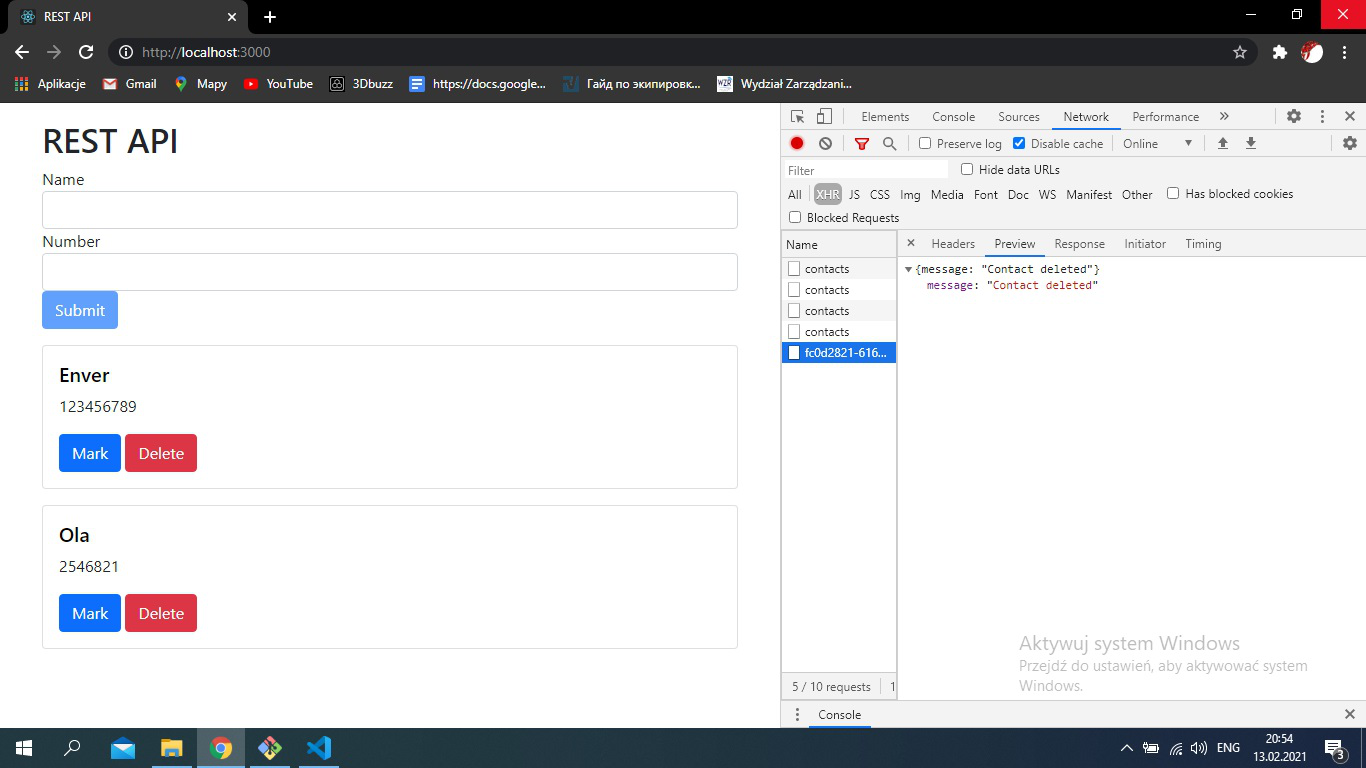 REST API
http://localhost:3000
Aplikacje Gmail Mapy YouTube 3Dbuzz https://docs.google... Гайд по экипировк... Wydział Zarządzani...
REST API
Name
Number
Submit
Enver
123456789
Mark Delete
Ola
2546821
Mark Delete
Elements Console Sources Network Performance »
Preserve log Disable cache Online
Filter Hide data URLs
All XHR JS CSS Img Media Font Doc WS Manifest Other Has blocked cookies
Blocked Requests
Name
Headers Preview Response Initiator Timing
contacts
contacts
contacts
contacts
fc0d2821-616...
{message: "Contact deleted"}
message: "Contact deleted"
5 / 10 requests 1
Console
Aktywuj system Windows
Przejdź do ustawień, aby aktywować system
Windows.
ENG
20:54
13.02.2021
3